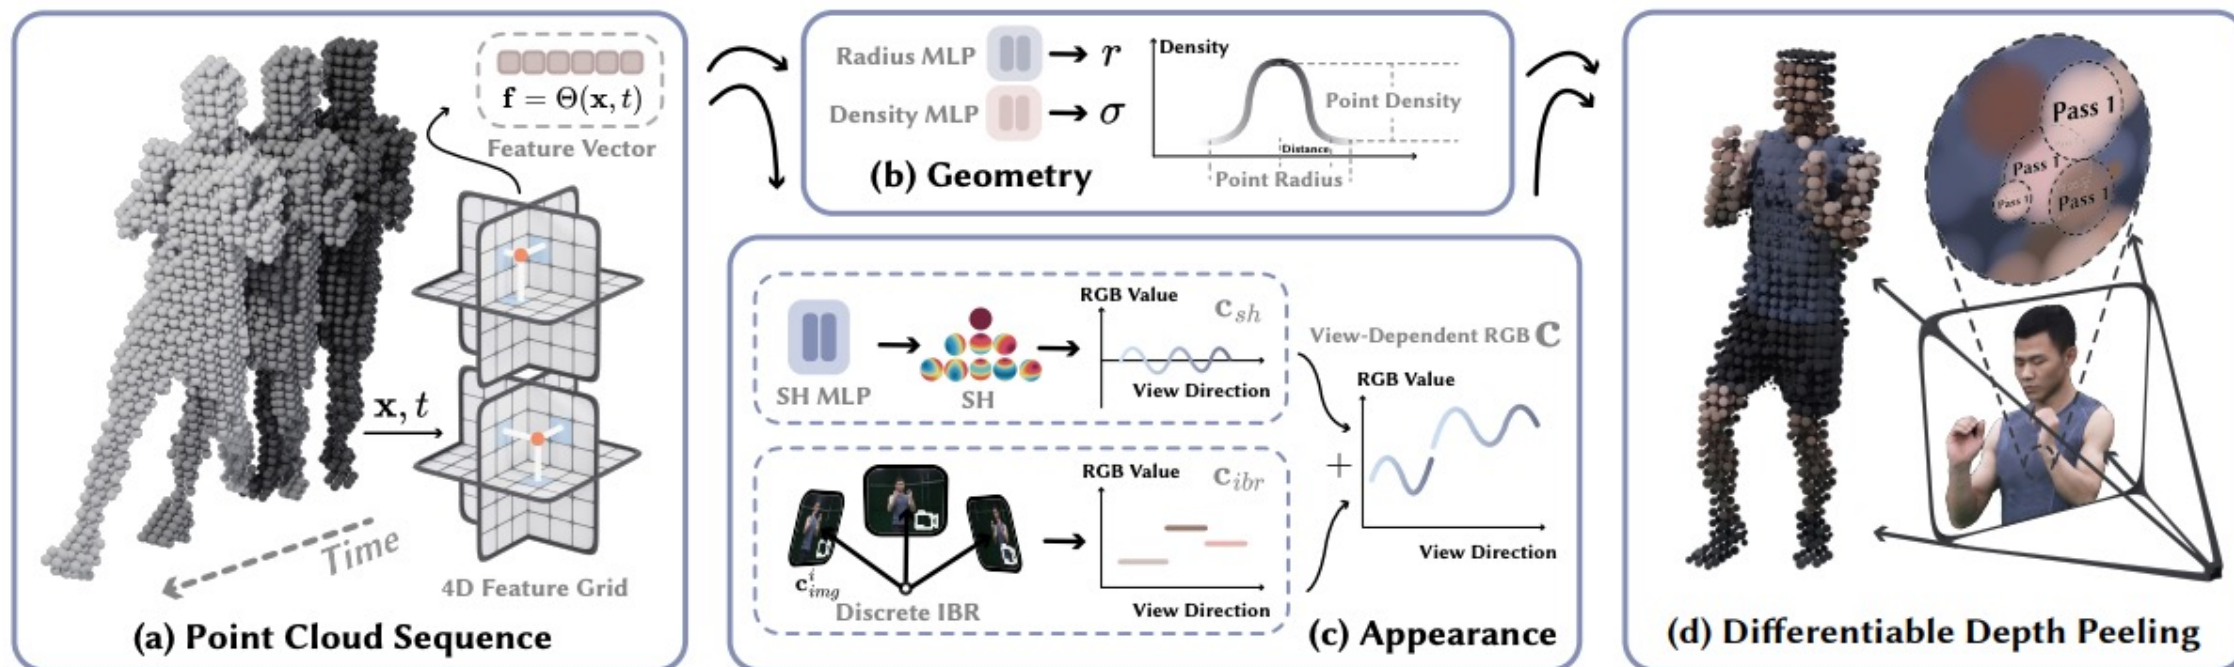 f = Θ(x, t)
Feature Vector
x, t
Time
4D Feature Grid
(a) Point Cloud Sequence
Radius MLP
r
Density MLP
σ
(b) Geometry
Density
Point Density
Distance
Point Radius
SH MLP
SH
RGB Value
c_sh
View Direction
c^i_img
Discrete IBR
RGB Value
c_ibr
View Direction
View-Dependent RGB c
RGB Value
+
View Direction
(c) Appearance
Pass 1
Pass 1
Pass 1
Pass 1
(d) Differentiable Depth Peeling